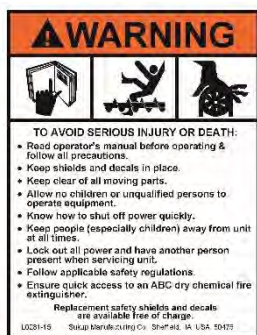 WARNING
TO AVOID SERIOUS INJURY OR DEATH:
• Read operator's manual before operating &
follow all precautions.
• Keep shields and decals in place.
• Keep clear of all moving parts.
• Allow no children or unqualified persons to
operate equipment.
• Know how to shut off power quickly.
• Keep people (especially children) away from unit
at all times.
• Lock out all power and have another person
present when servicing unit.
• Follow applicable safety regulations.
• Ensure quick access to an ABC dry chemical fire
extinguisher.
Replacement safety shields and decals
are available free of charge.
Sukup Manufacturing Co. Sheffield, IA USA 50475